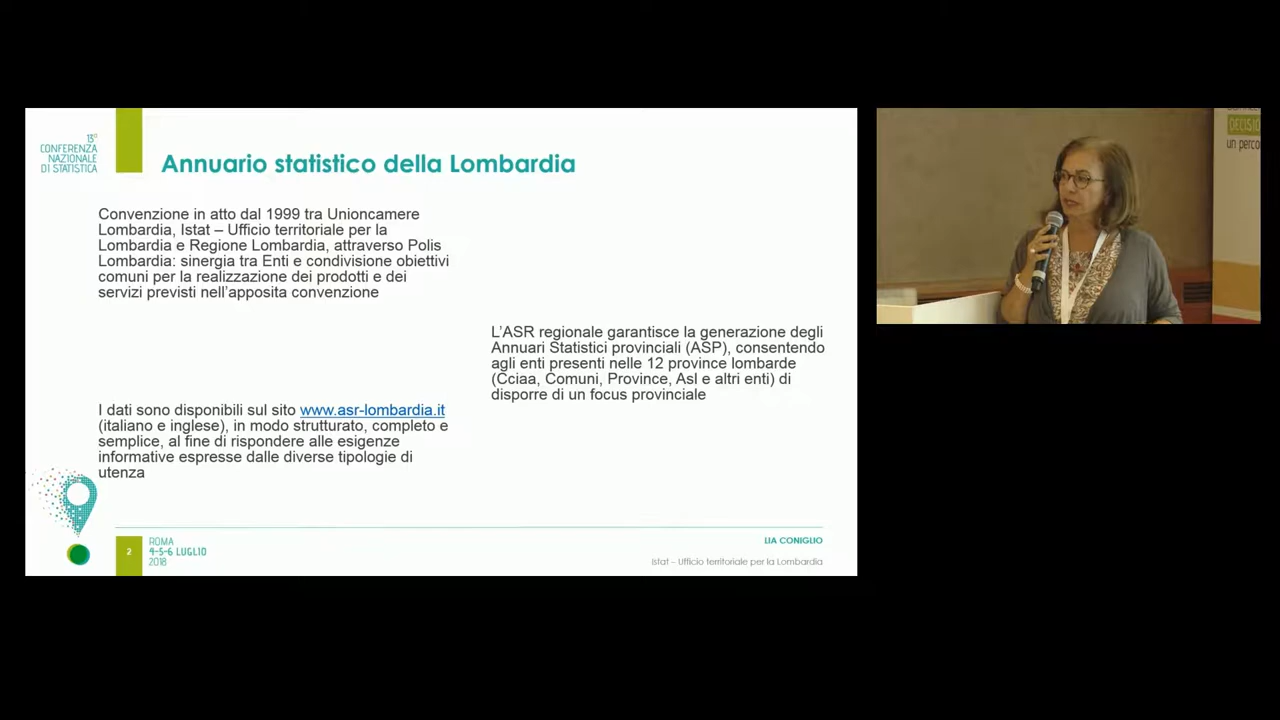 13°
CONFERENZA
NAZIONALE
DI STATISTICA
Annuario statistico della Lombardia
Convenzione in atto dal 1999 tra Unioncamere
Lombardia, Istat – Ufficio territoriale per la
Lombardia e Regione Lombardia, attraverso Polis
Lombardia: sinergia tra Enti e condivisione obiettivi
comuni per la realizzazione dei prodotti e dei
servizi previsti nell'apposita convenzione
L'ASR regionale garantisce la generazione degli
Annuari Statistici provinciali (ASP), consentendo
agli enti presenti nelle 12 province lombarde
(Cciaa, Comuni, Province, Asl e altri enti) di
disporre di un focus provinciale
I dati sono disponibili sul sito www.asr-lombardia.it
(italiano e inglese), in modo strutturato, completo e
semplice, al fine di rispondere alle esigenze
informative espresse dalle diverse tipologie di
utenza
2
ROMA
4-5-6 LUGLIO
2018
LIA CONIGLIO
Istat – Ufficio territoriale per la Lombardia
DECISIO
un perco